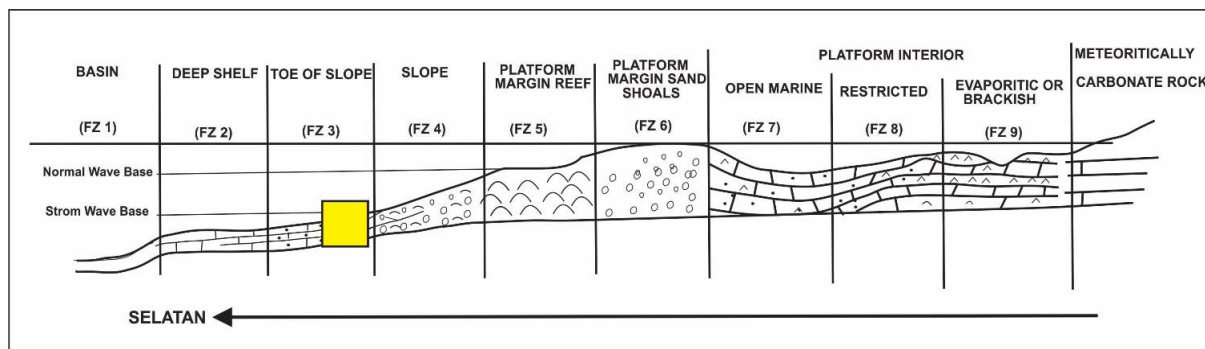 BASIN
(FZ 1)
DEEP SHELF
(FZ 2)
TOE OF SLOPE
(FZ 3)
SLOPE
(FZ 4)
PLATFORM
MARGIN REEF
(FZ 5)
PLATFORM
MARGIN SAND
SHOALS
(FZ 6)
PLATFORM INTERIOR
OPEN MARINE
(FZ 7)
RESTRICTED
(FZ 8)
EVAPORITIC OR
BRACKISH
(FZ 9)
METEORITICALLY
CARBONATE ROCK
Normal Wave Base
Strom Wave Base
SELATAN